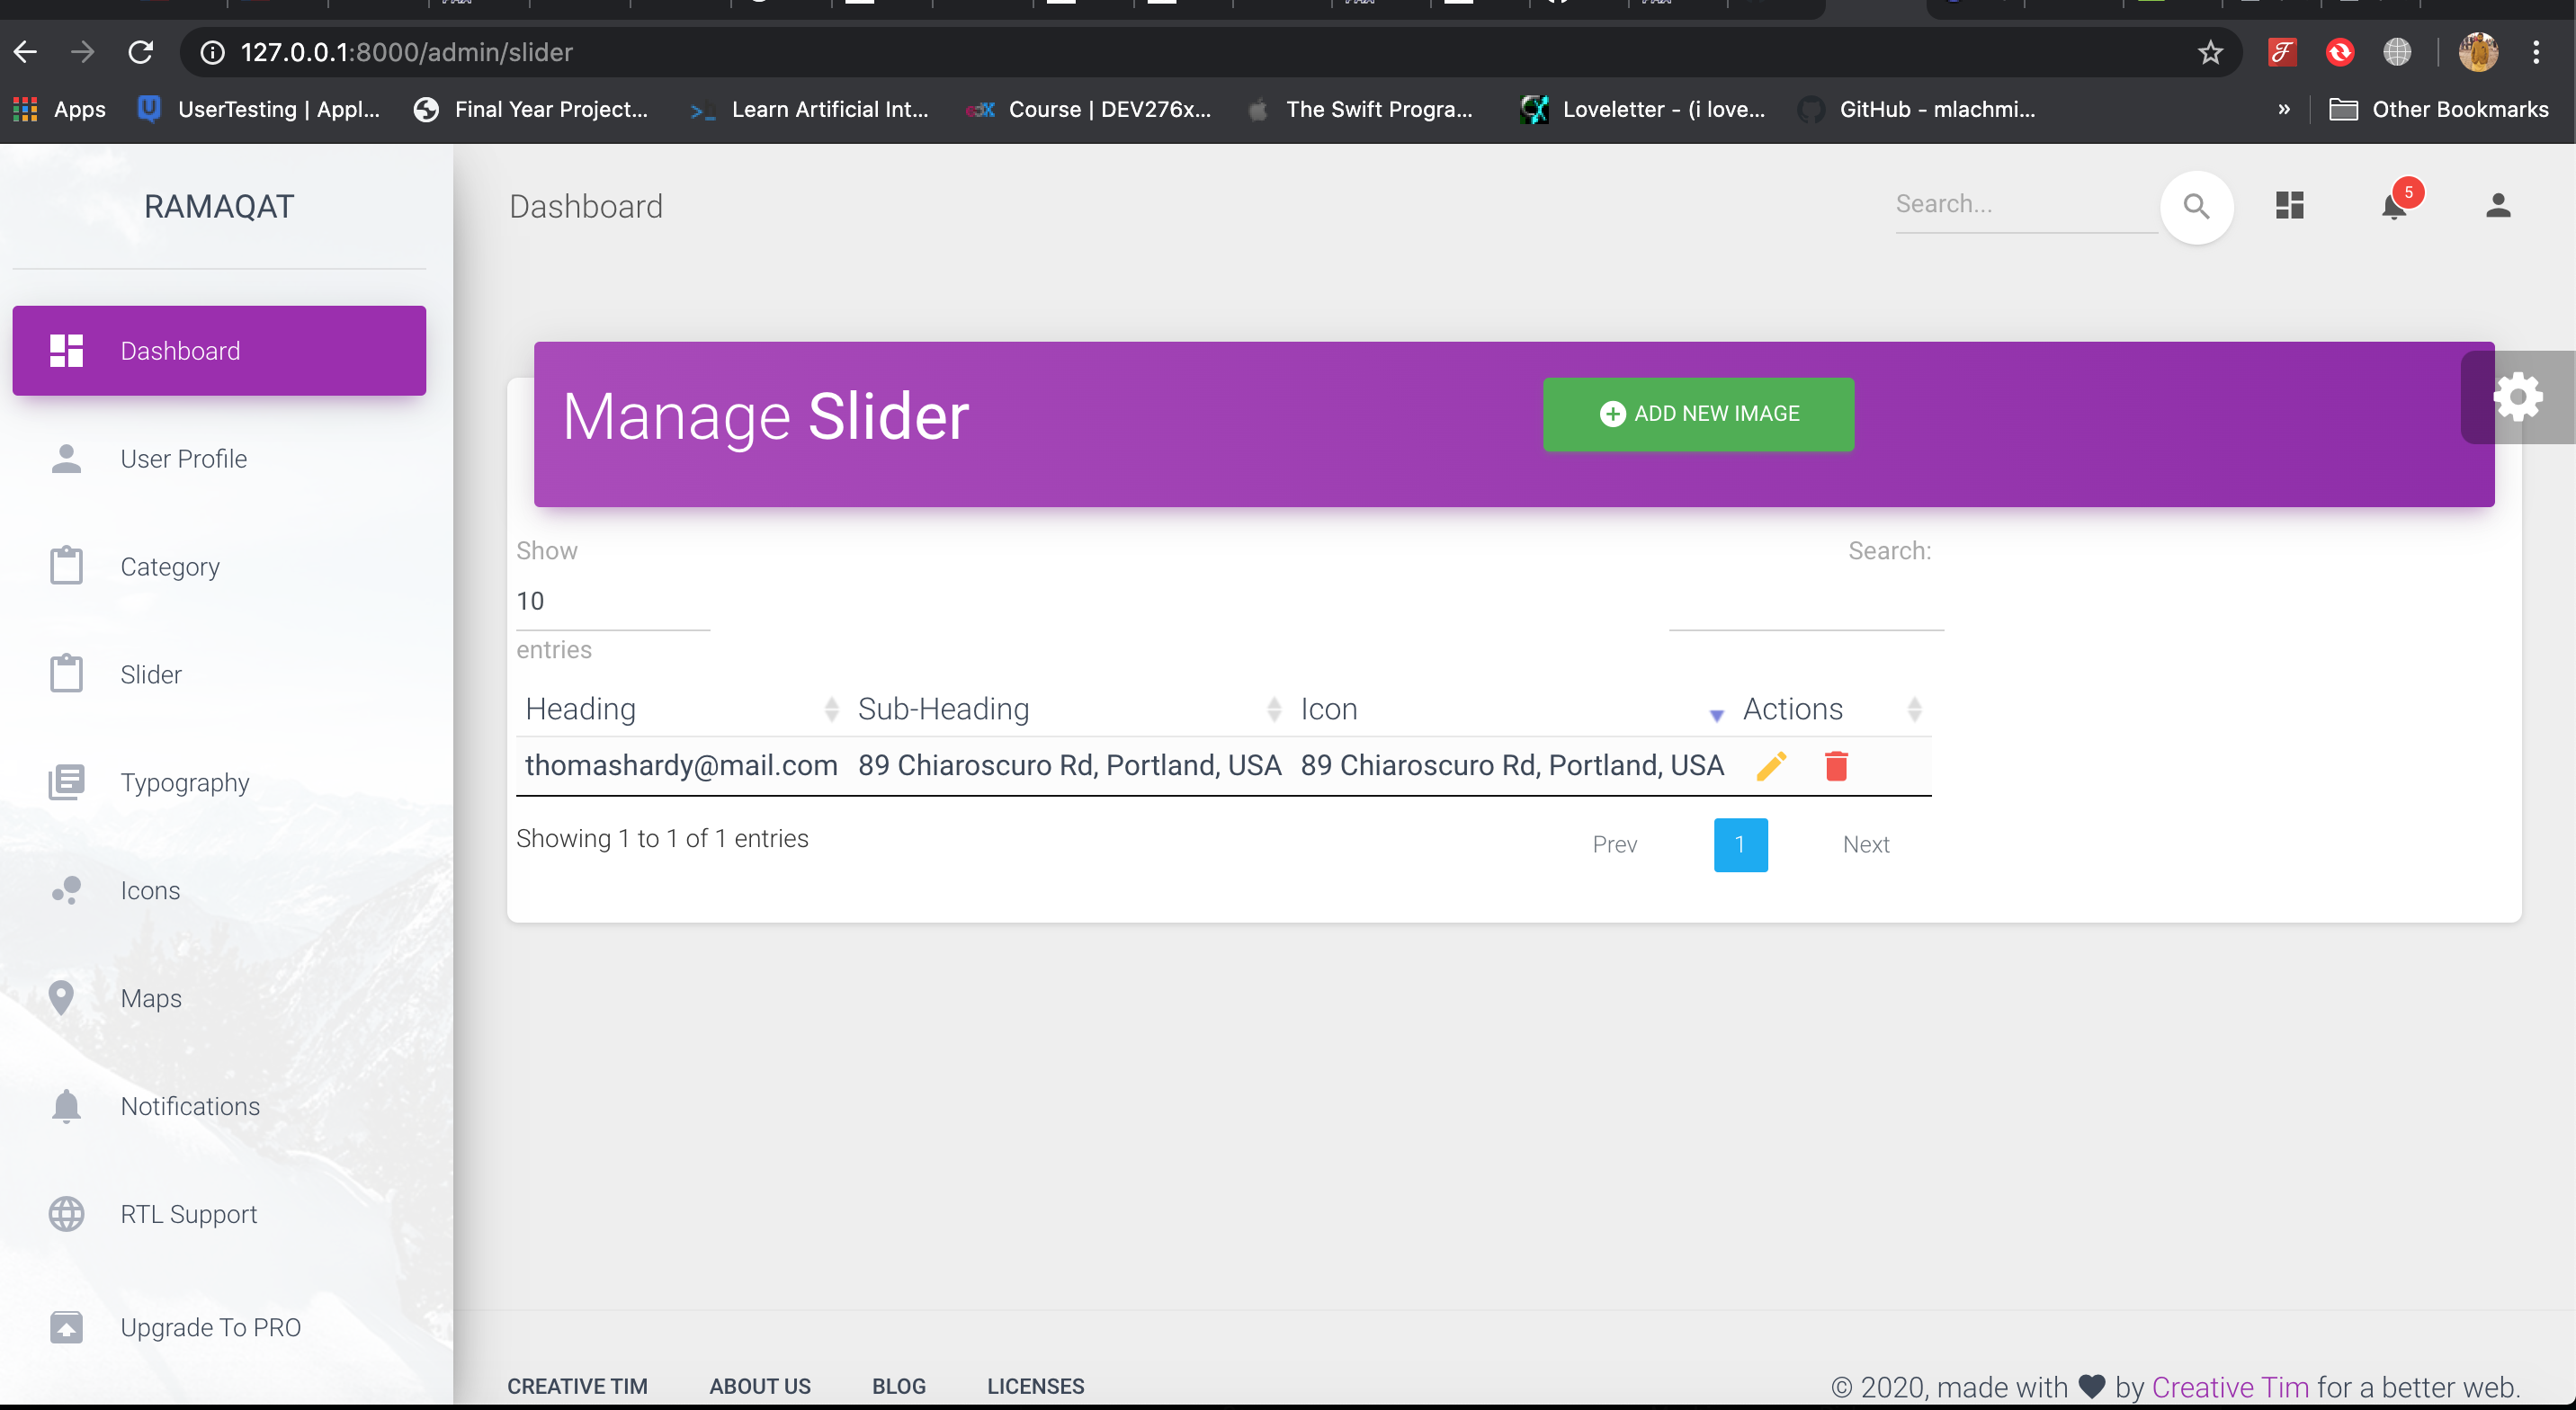 127.0.0.1:8000/admin/slider
Apps UserTesting | Appl... Final Year Project... Learn Artificial Int... Course | DEV276x... The Swift Progra... Loveletter - (i love... GitHub - mlachmi... » Other Bookmarks
RAMAQAT
Dashboard
User Profile
Category
Slider
Typography
Icons
Maps
Notifications
RTL Support
Upgrade To PRO
Dashboard
Search...
5
Manage Slider
ADD NEW IMAGE
Show
10
entries
Search:
Heading Sub-Heading Icon Actions
thomashardy@mail.com 89 Chiaroscuro Rd, Portland, USA 89 Chiaroscuro Rd, Portland, USA
Showing 1 to 1 of 1 entries
Prev 1 Next
CREATIVE TIM ABOUT US BLOG LICENSES
© 2020, made with by Creative Tim for a better web.